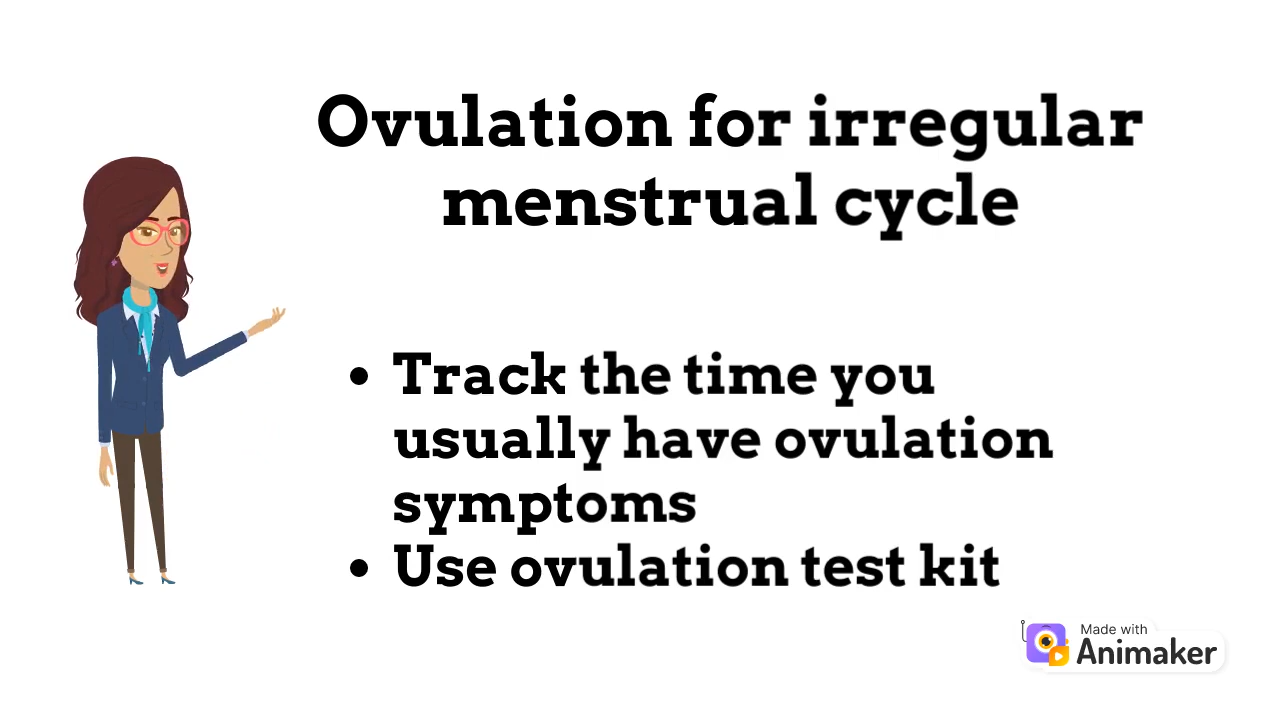 Ovulation for irregular
menstrual cycle
• Track the time you
usually have ovulation
symptoms
• Use ovulation test kit
Made with
Animaker